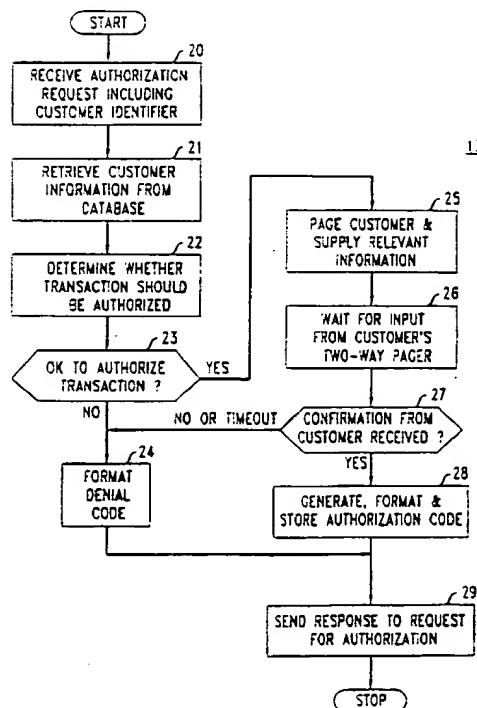 START
20
RECEIVE AUTHORIZATION
REQUEST INCLUDING
CUSTOMER IDENTIFIER
21
RETRIEVE CUSTOMER
INFORMATION FROM
CATABASE
22
DETERMINE WHETHER
TRANSACTION SHOULD
BE AUTHORIZED
23
OK TO AUTHORIZE
TRANSACTION ?
YES
NO
24
FORMAT
DENIAL
CODE
25
PAGE CUSTOMER &
SUPPLY RELEVANT
INFORMATION
26
WAIT FOR INPUT
FROM CUSTOMER'S
TWO-WAY PAGER
27
CONFIRMATION FROM
CUSTOMER RECEIVED ?
NO OR TIMEOUT
YES
28
GENERATE, FORMAT &
STORE AUTHORIZATION CODE
29
SEND RESPONSE TO REQUEST
FOR AUTHORIZATION
STOP